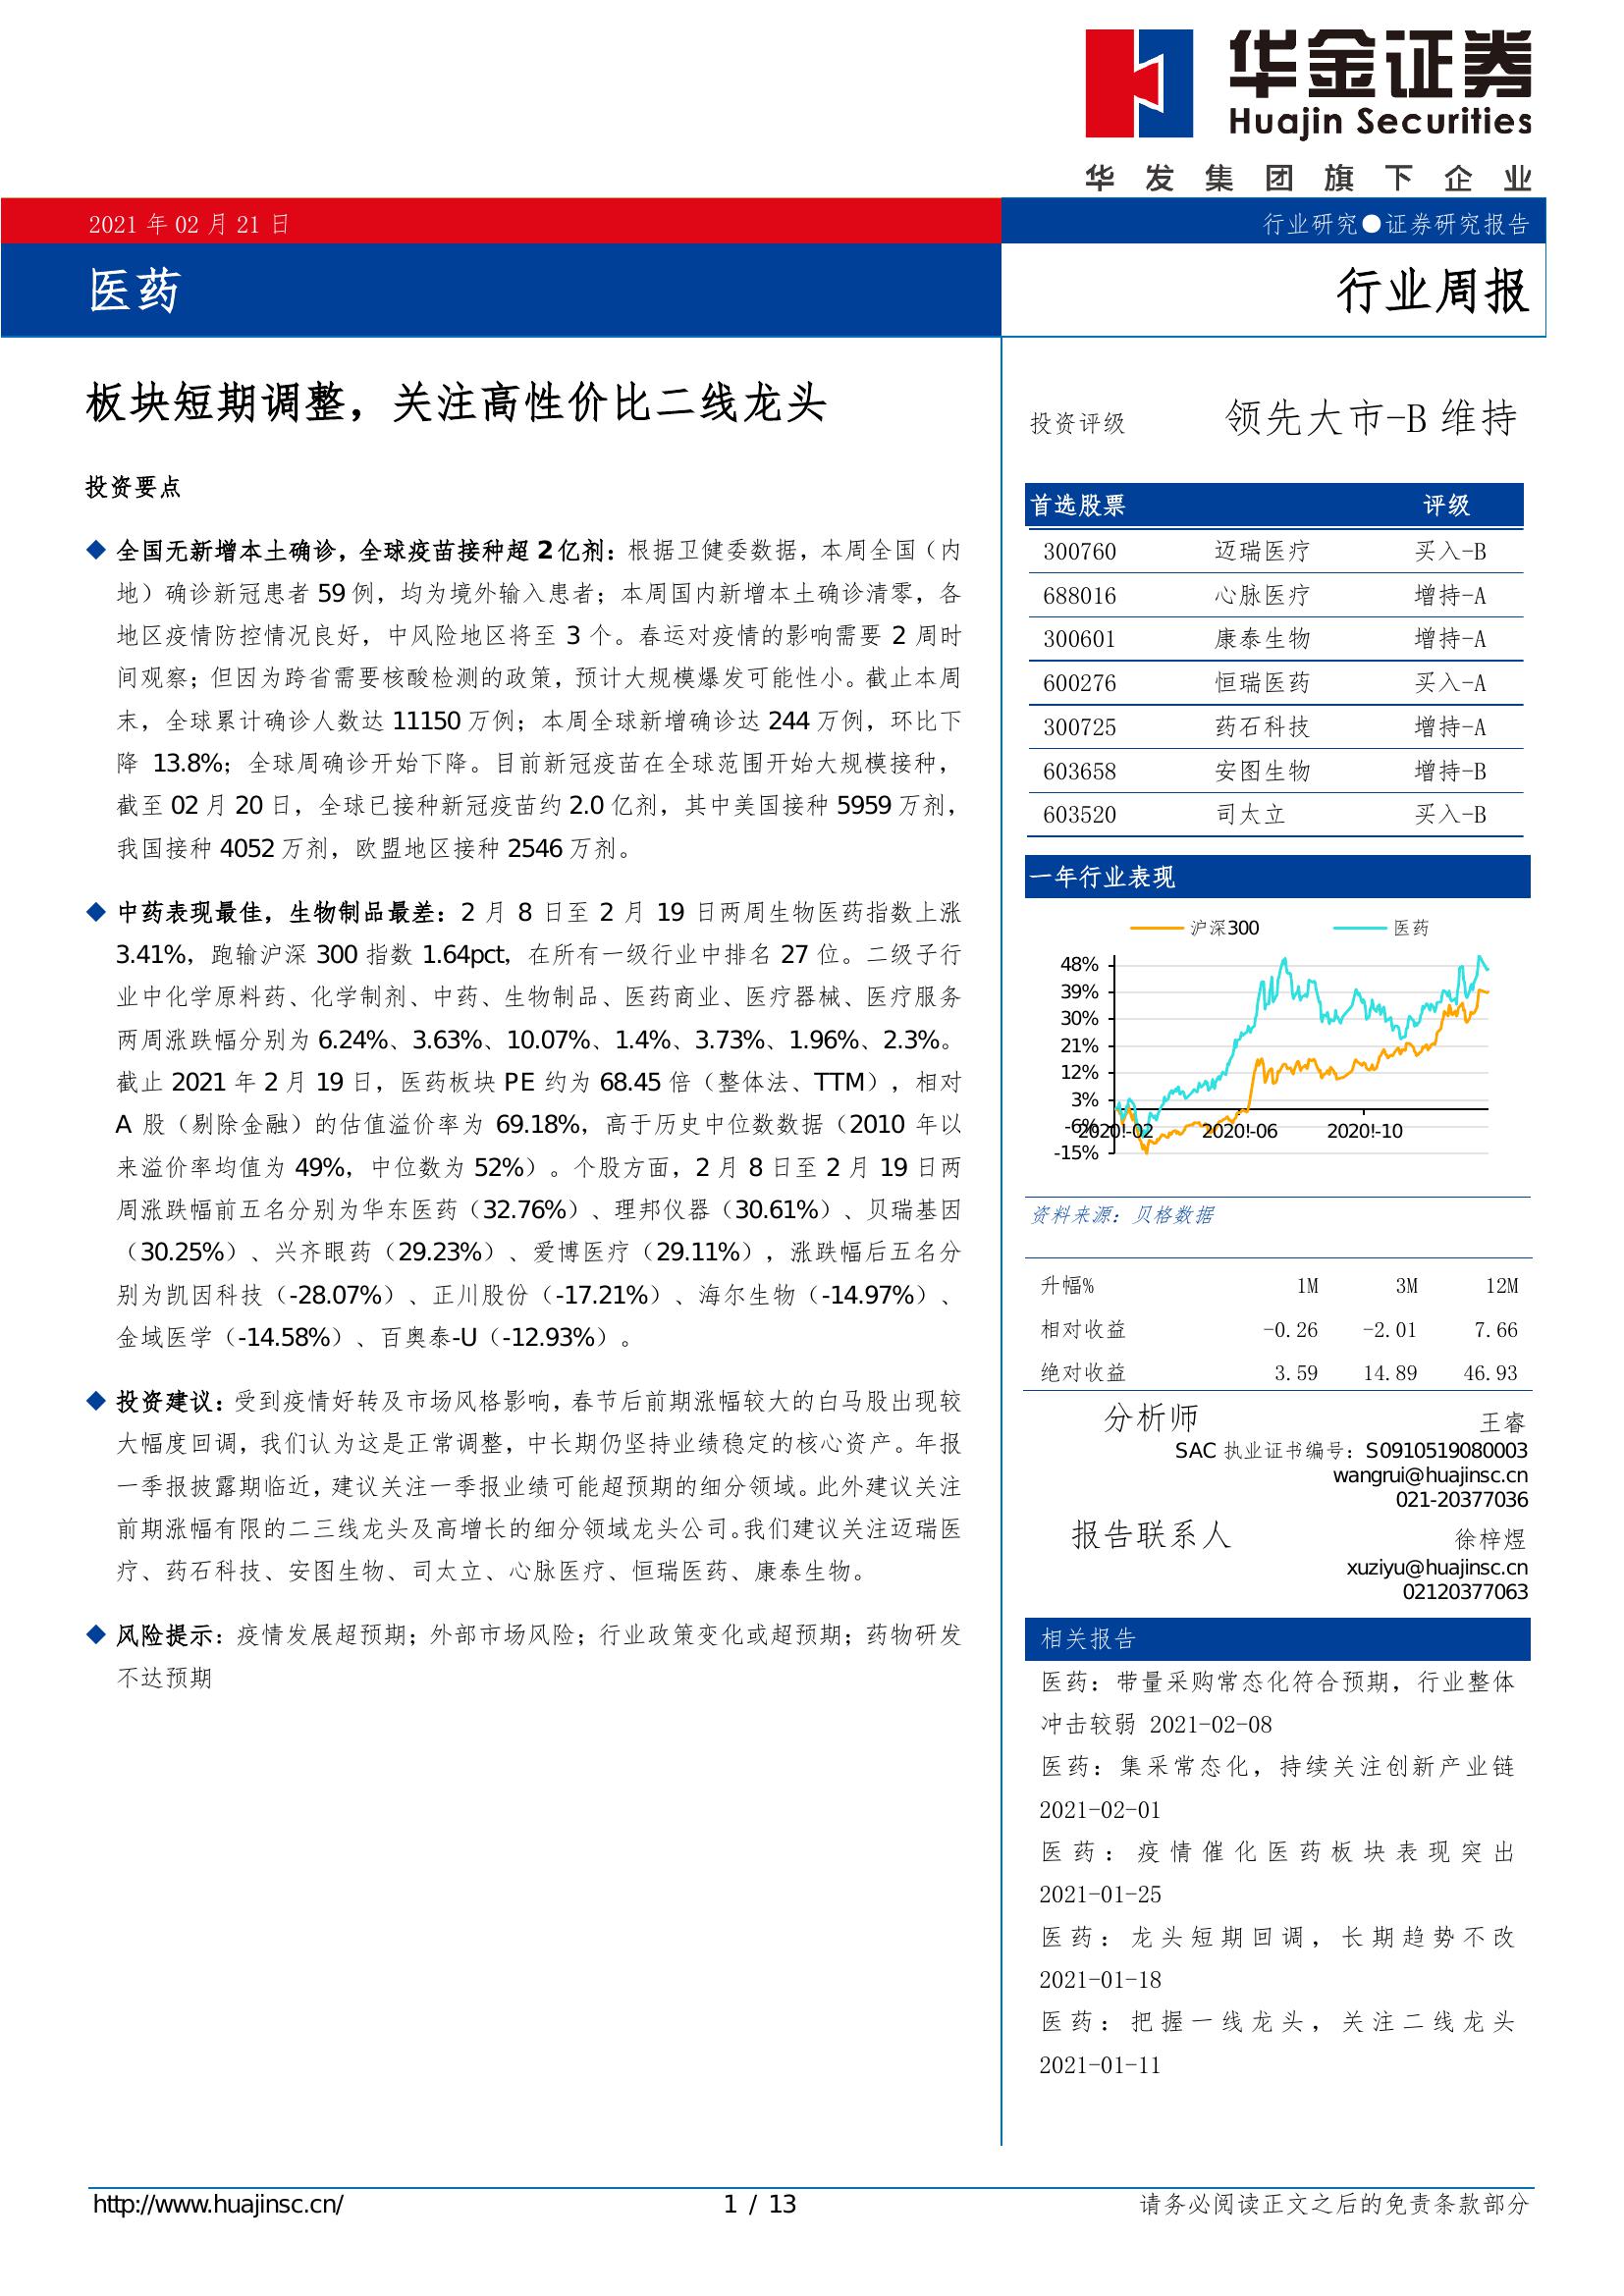 华金证券
Huajin Securities
华发集团旗下企业
2021 年 02 月 21 日
行业研究●证券研究报告
医药
行业周报
板块短期调整，关注高性价比二线龙头
投资要点
◆ 全国无新增本土确诊，全球疫苗接种超 2 亿剂：根据卫健委数据，本周全国（内
地）确诊新冠患者 59 例，均为境外输入患者；本周国内新增本土确诊清零，各
地区疫情防控情况良好，中风险地区将至 3 个。春运对疫情的影响需要 2 周时
间观察；但因为跨省需要核酸检测的政策，预计大规模爆发可能性小。截止本周
末，全球累计确诊人数达 11150 万例；本周全球新增确诊达 244 万例，环比下
降 13.8%；全球周确诊开始下降。目前新冠疫苗在全球范围开始大规模接种，
截至 02 月 20 日，全球已接种新冠疫苗约 2.0 亿剂，其中美国接种 5959 万剂，
我国接种 4052 万剂，欧盟地区接种 2546 万剂。
◆ 中药表现最佳，生物制品最差：2 月 8 日至 2 月 19 日两周生物医药指数上涨
3.41%，跑输沪深 300 指数 1.64pct，在所有一级行业中排名 27 位。二级子行
业中化学原料药、化学制剂、中药、生物制品、医药商业、医疗器械、医疗服务
两周涨跌幅分别为 6.24%、3.63%、10.07%、1.4%、3.73%、1.96%、2.3%。
截止 2021 年 2 月 19 日，医药板块 PE 约为 68.45 倍（整体法、TTM），相对
A 股（剔除金融）的估值溢价率为 69.18%，高于历史中位数数据（2010 年以
来溢价率均值为 49%，中位数为 52%）。个股方面，2 月 8 日至 2 月 19 日两
周涨跌幅前五名分别为华东医药（32.76%）、理邦仪器（30.61%）、贝瑞基因
（30.25%）、兴齐眼药（29.23%）、爱博医疗（29.11%），涨跌幅后五名分
别为凯因科技（-28.07%）、正川股份（-17.21%）、海尔生物（-14.97%）、
金域医学（-14.58%）、百奥泰-U（-12.93%）。
◆ 投资建议：受到疫情好转及市场风格影响，春节后前期涨幅较大的白马股出现较
大幅度回调，我们认为这是正常调整，中长期仍坚持业绩稳定的核心资产。年报
一季报披露期临近，建议关注一季报业绩可能超预期的细分领域。此外建议关注
前期涨幅有限的二三线龙头及高增长的细分领域龙头公司。我们建议关注迈瑞医
疗、药石科技、安图生物、司太立、心脉医疗、恒瑞医药、康泰生物。
◆ 风险提示：疫情发展超预期；外部市场风险；行业政策变化或超预期；药物研发
不达预期
投资评级 领先大市-B 维持
首选股票 评级
300760 迈瑞医疗 买入-B
688016 心脉医疗 增持-A
300601 康泰生物 增持-A
600276 恒瑞医药 买入-A
300725 药石科技 增持-A
603658 安图生物 增持-B
603520 司太立 买入-B
一年行业表现
沪深300 医药
48%
39%
30%
21%
12%
3%
-6%
-15%
2020!-02 2020!-06 2020!-10
资料来源：贝格数据
升幅% 1M 3M 12M
相对收益 -0.26 -2.01 7.66
绝对收益 3.59 14.89 46.93
分析师 王睿
SAC 执业证书编号：S0910519080003
wangrui@huajinsc.cn
021-20377036
报告联系人 徐梓煜
xuziyu@huajinsc.cn
02120377063
相关报告
医药：带量采购常态化符合预期，行业整体
冲击较弱 2021-02-08
医药：集采常态化，持续关注创新产业链
2021-02-01
医药：疫情催化医药板块表现突出
2021-01-25
医药：龙头短期回调，长期趋势不改
2021-01-18
医药：把握一线龙头，关注二线龙头
2021-01-11
http://www.huajinsc.cn/ 1 / 13 请务必阅读正文之后的免责条款部分